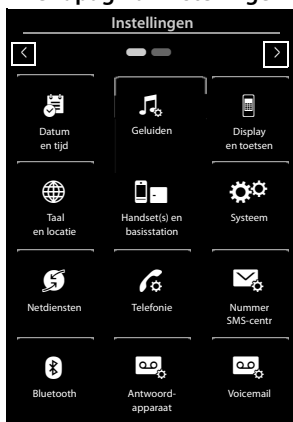 Instellingen
Datum
en tijd
Geluiden
Display
en toetsen
Taal
en locatie
Handset(s) en
basisstation
Systeem
Netdiensten
Telefonie
Nummer
SMS-centr
Bluetooth
Antwoord-
apparaat
Voicemail